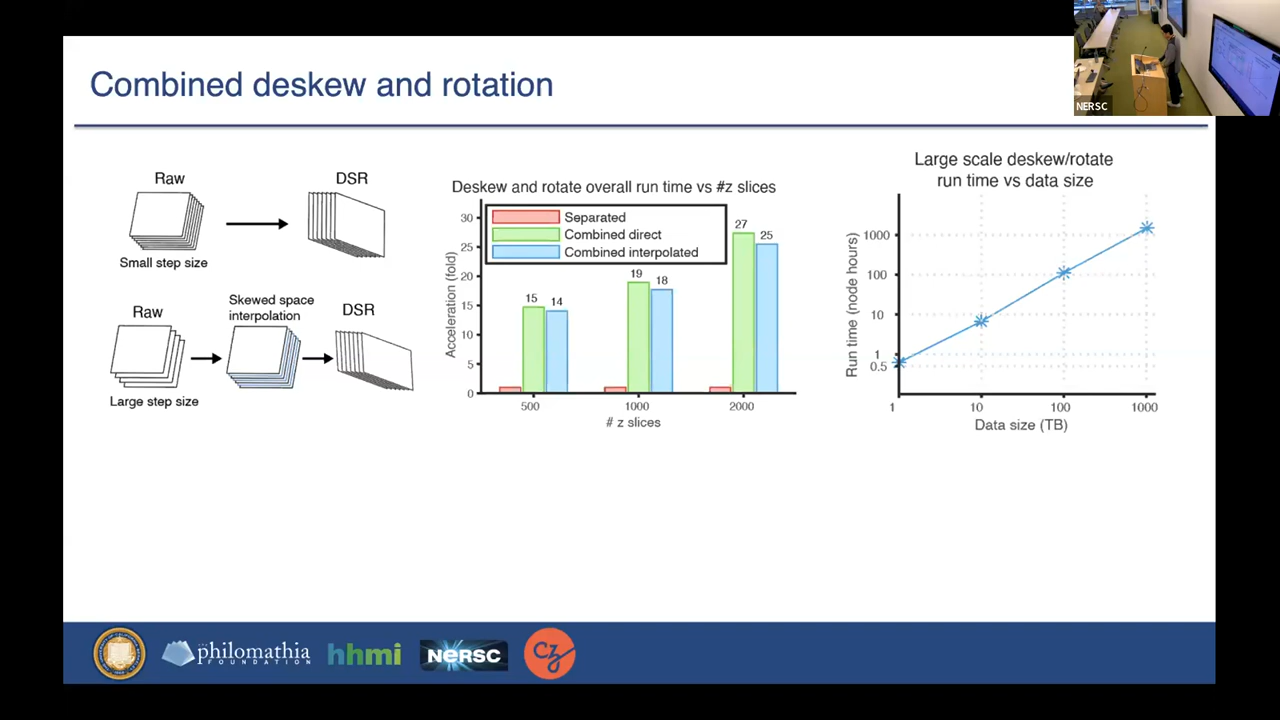 Combined deskew and rotation
NERSC
Raw
DSR
Small step size
Raw
Skewed space
interpolation
DSR
Large step size
Deskew and rotate overall run time vs #z slices
Separated
Combined direct
Combined interpolated
Acceleration (fold)
30
25
20
15
10
5
0
15
14
19
18
27
25
500
1000
2000
# z slices
Large scale deskew/rotate
run time vs data size
Run time (node hours)
1000
100
10
1
0.5
1
10
100
1000
Data size (TB)
philomathia
FOUNDATION
hhmi
NERSC
CZ